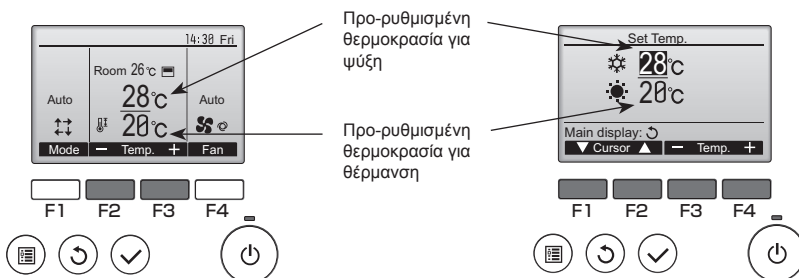 14:30 Fri
Room 26℃
Auto
28℃
Auto
20℃
Mode − Temp. + Fan
F1 F2 F3 F4
Προ-ρυθμισμένη
θερμοκρασία για
ψύξη
Προ-ρυθμισμένη
θερμοκρασία για
θέρμανση
Set Temp.
28℃
20℃
Main display:
▼ Cursor ▲ − Temp. +
F1 F2 F3 F4